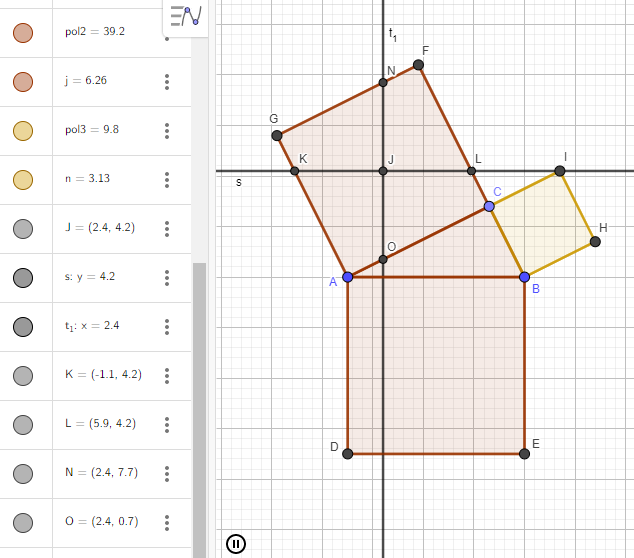 pol2 = 39.2
j = 6.26
pol3 = 9.8
n = 3.13
J = (2.4, 4.2)
s: y = 4.2
t₁: x = 2.4
K = (-1.1, 4.2)
L = (5.9, 4.2)
N = (2.4, 7.7)
O = (2.4, 0.7)
t₁
F
N
G
K
J
L
I
s
C
H
O
A
B
D
E